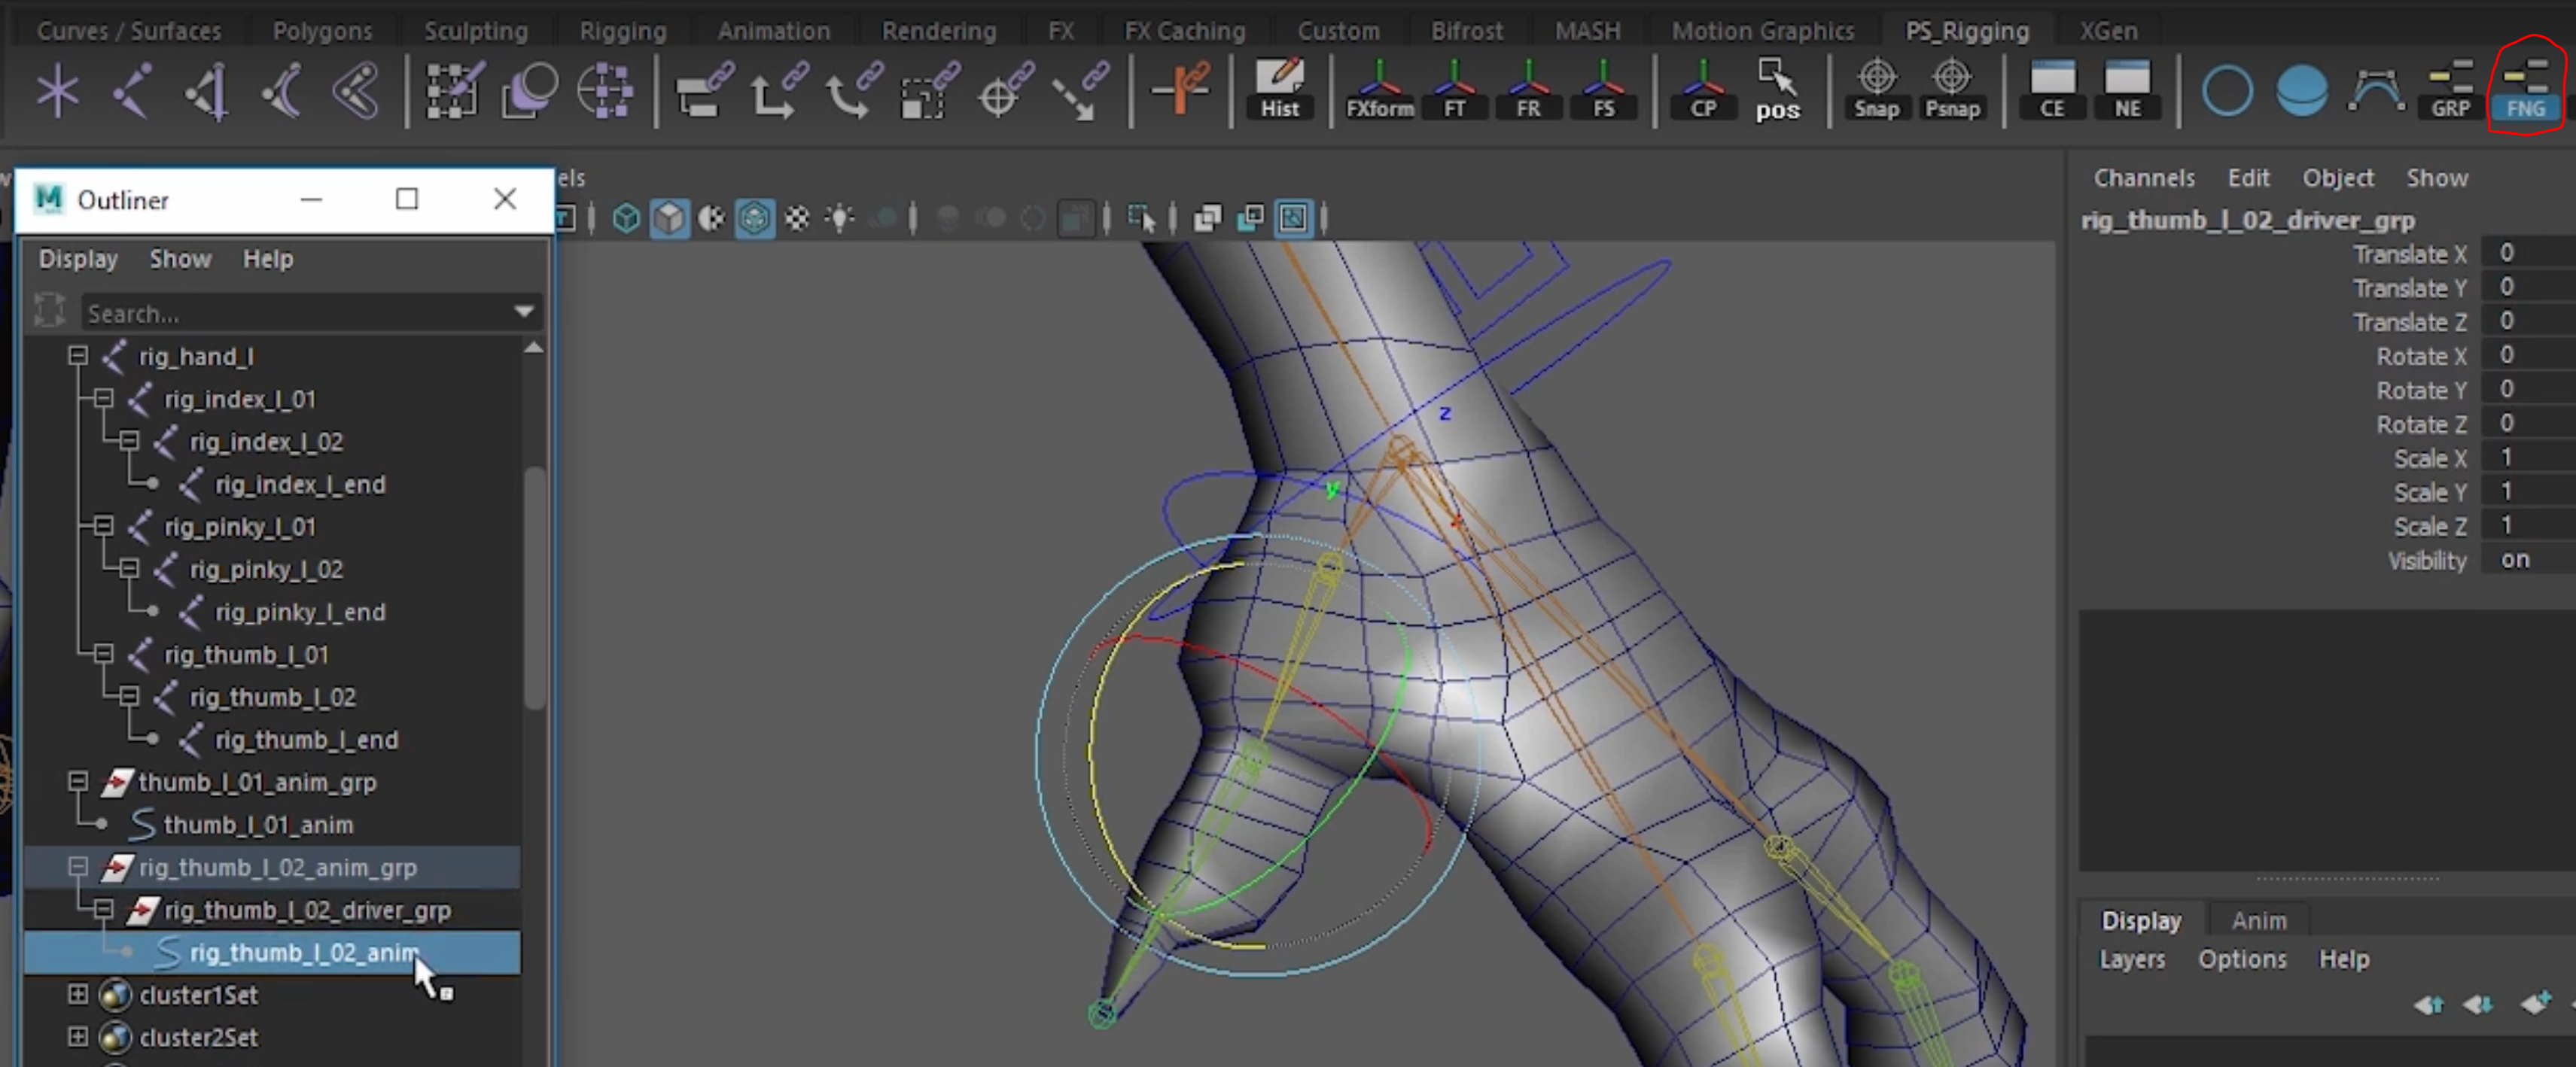 Curves / Surfaces Polygons Sculpting Rigging Animation Rendering FX FX Caching Custom Bifrost MASH Motion Graphics PS_Rigging XGen
Hist FXform FT FR FS CP pos Snap Psnap CE NE GRP FNG
Outliner
els
Display Show Help
Search...
rig_hand_l
rig_index_l_01
rig_index_l_02
rig_index_l_end
rig_pinky_l_01
rig_pinky_l_02
rig_pinky_l_end
rig_thumb_l_01
rig_thumb_l_02
rig_thumb_l_end
thumb_l_01_anim_grp
thumb_l_01_anim
rig_thumb_l_02_anim_grp
rig_thumb_l_02_driver_grp
rig_thumb_l_02_anim
cluster1Set
cluster2Set
z
y
Channels Edit Object Show
rig_thumb_l_02_driver_grp
Translate X 0
Translate Y 0
Translate Z 0
Rotate X 0
Rotate Y 0
Rotate Z 0
Scale X 1
Scale Y 1
Scale Z 1
Visibility on
Display Anim
Layers Options Help